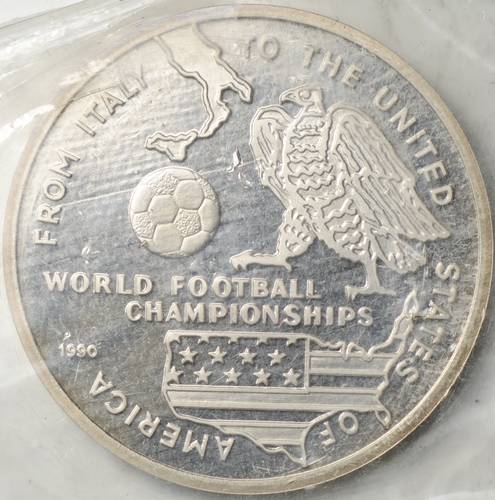 FROM ITALY TO THE UNITED STATES OF AMERICA
WORLD FOOTBALL
CHAMPIONSHIPS
P
1990